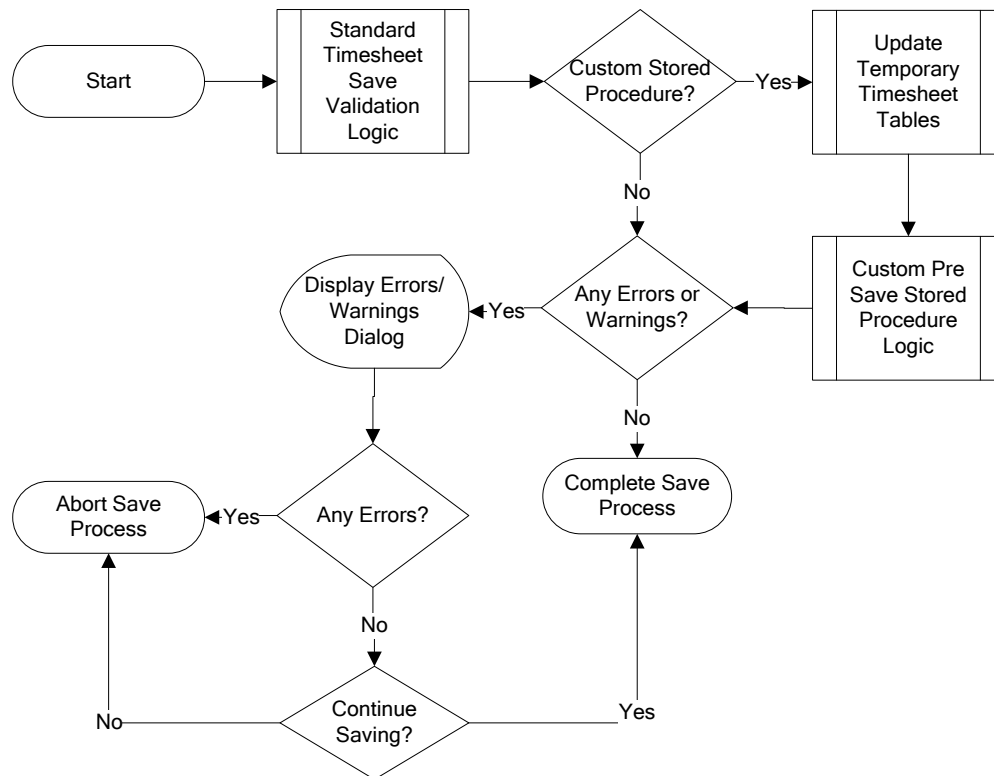 Start
Standard
Timesheet
Save
Validation
Logic
Custom Stored
Procedure?
Yes
Update
Temporary
Timesheet
Tables
No
Display Errors/
Warnings
Dialog
Yes
Any Errors or
Warnings?
Custom Pre
Save Stored
Procedure
Logic
No
Abort Save
Process
Yes
Any Errors?
Complete Save
Process
No
No
Continue
Saving?
Yes